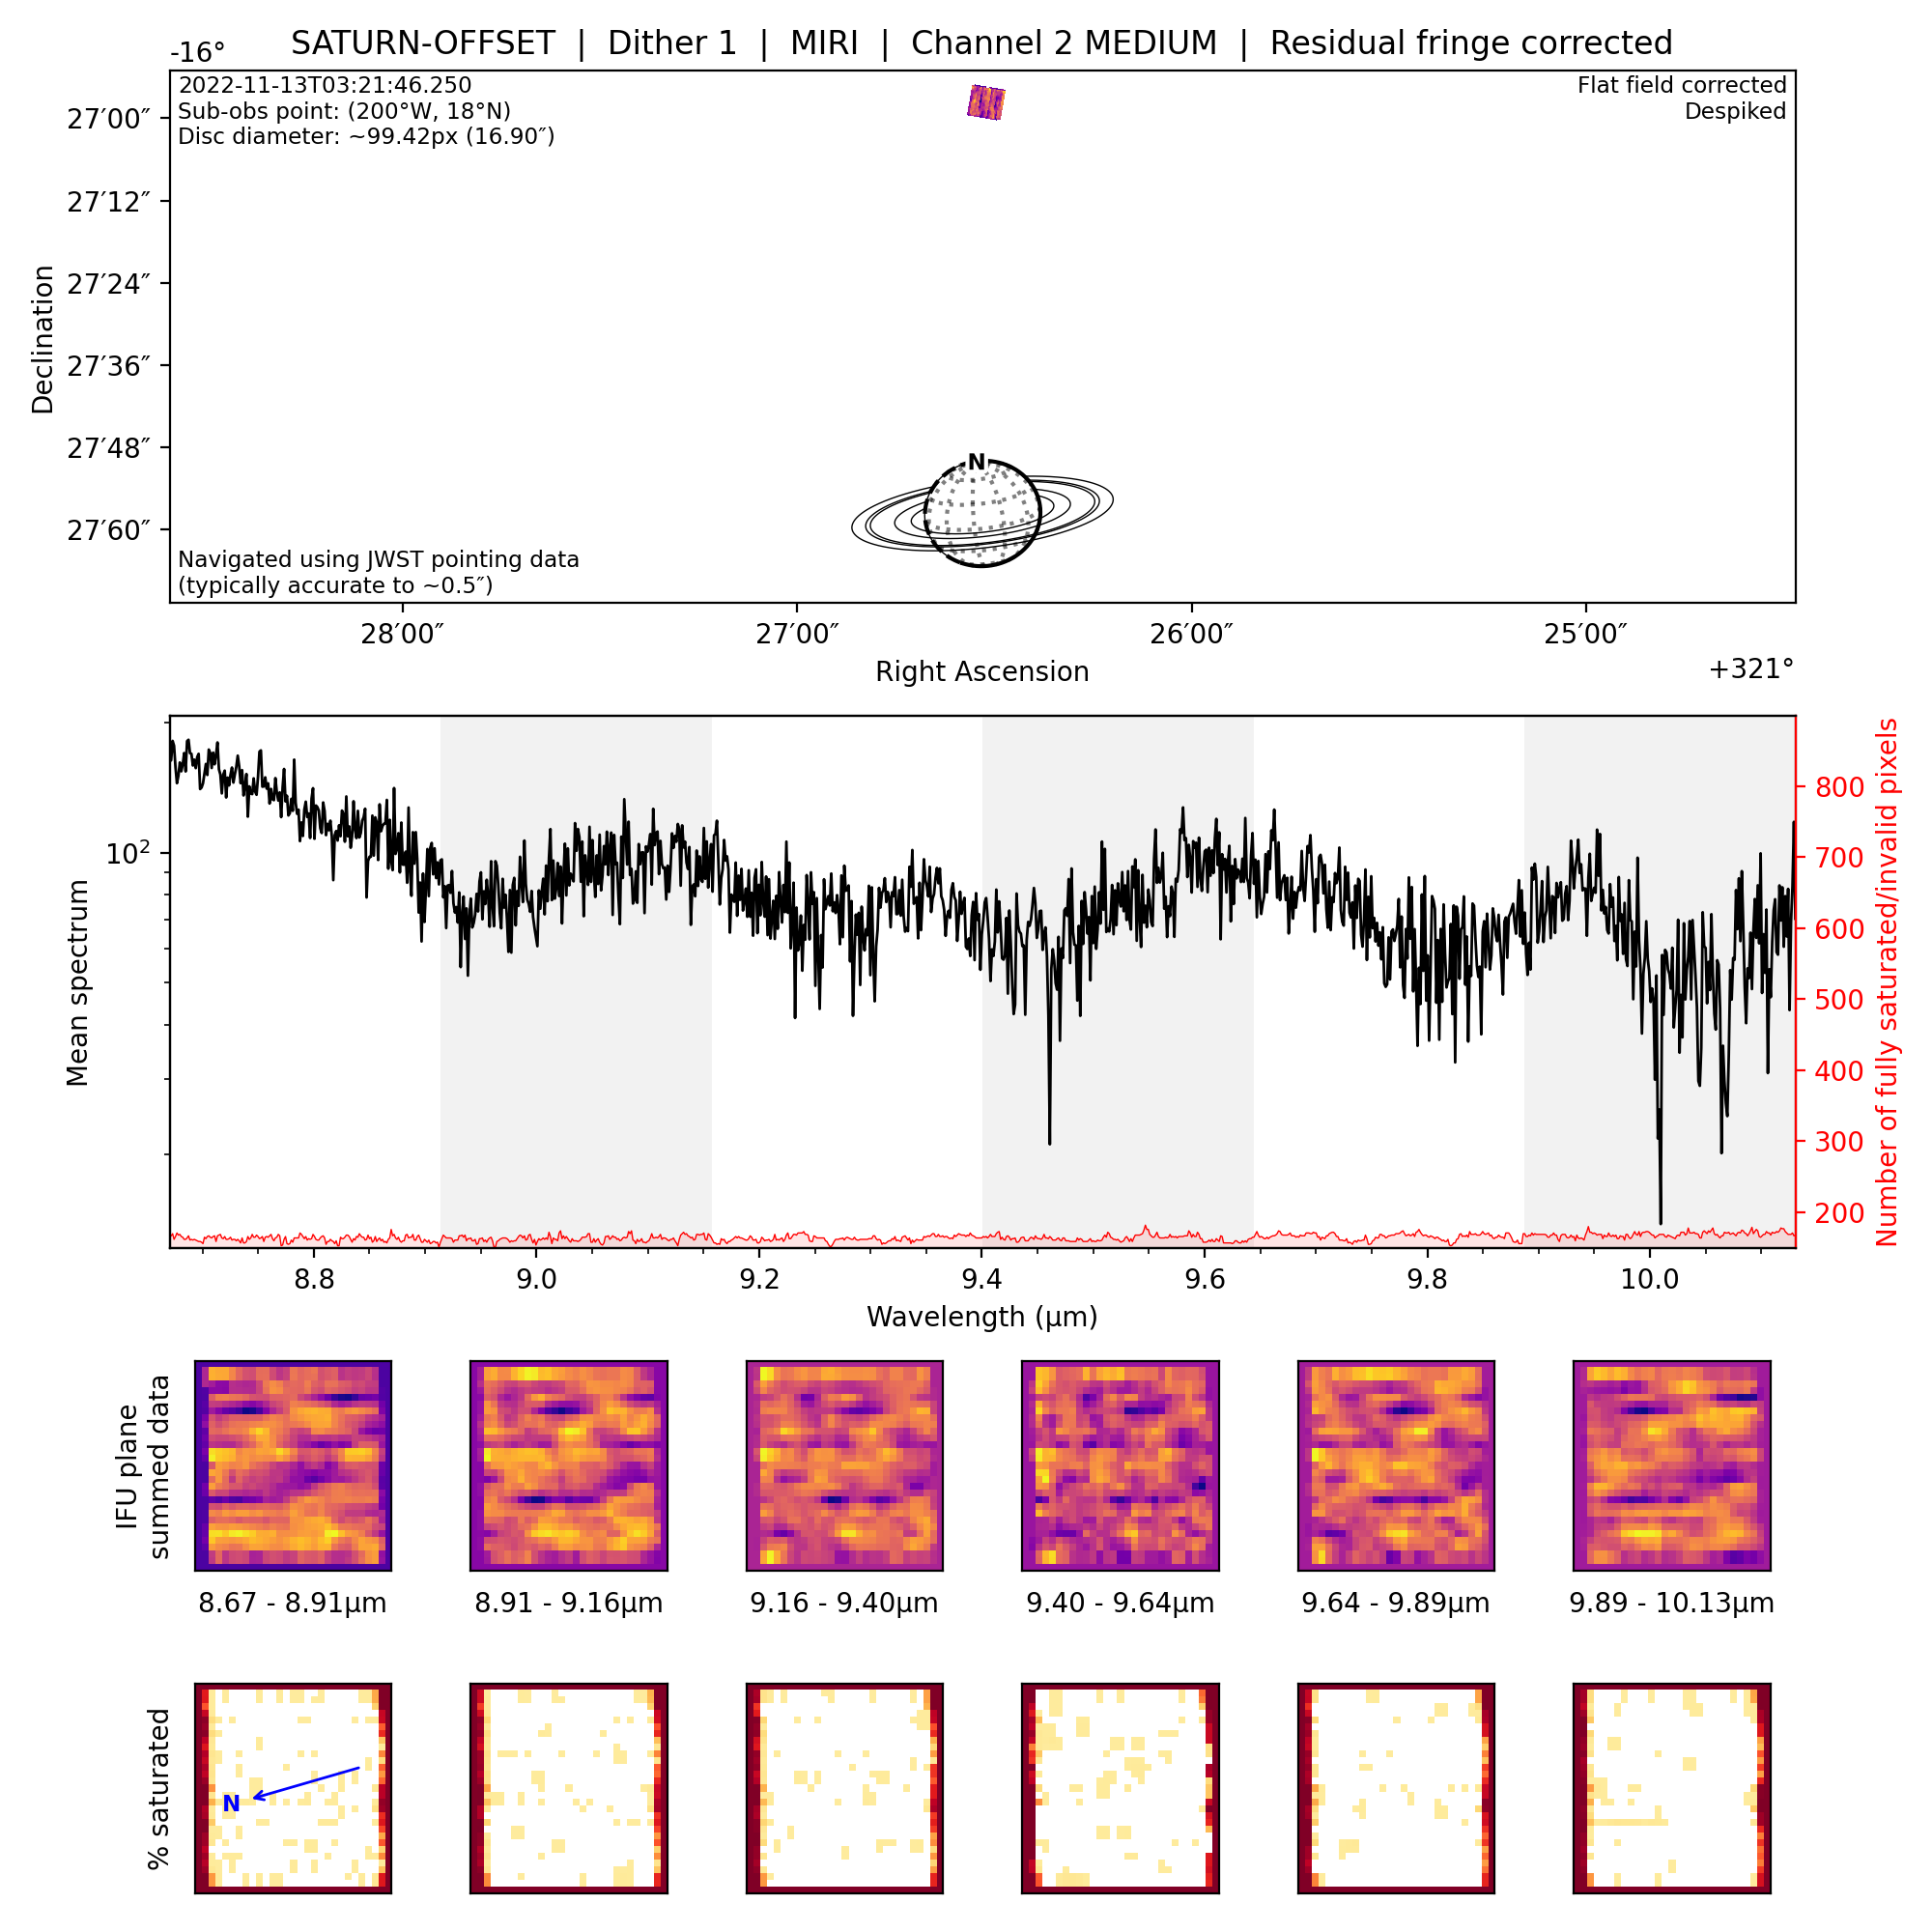 SATURN-OFFSET | Dither 1 | MIRI | Channel 2 MEDIUM | Residual fringe corrected
-16°
2022-11-13T03:21:46.250
Sub-obs point: (200°W, 18°N)
Disc diameter: ~99.42px (16.90″)
Flat field corrected
Despiked
27′00″
27′12″
27′24″
27′36″
27′48″
27′60″
Declination
N
Navigated using JWST pointing data
(typically accurate to ~0.5″)
28′00″ 27′00″ 26′00″ 25′00″
Right Ascension
+321°
Mean spectrum
10²
800
700
600
500
400
300
200
Number of fully saturated/invalid pixels
8.8 9.0 9.2 9.4 9.6 9.8 10.0
Wavelength (µm)
IFU plane
summed data
8.67 - 8.91µm 8.91 - 9.16µm 9.16 - 9.40µm 9.40 - 9.64µm 9.64 - 9.89µm 9.89 - 10.13µm
% saturated
N